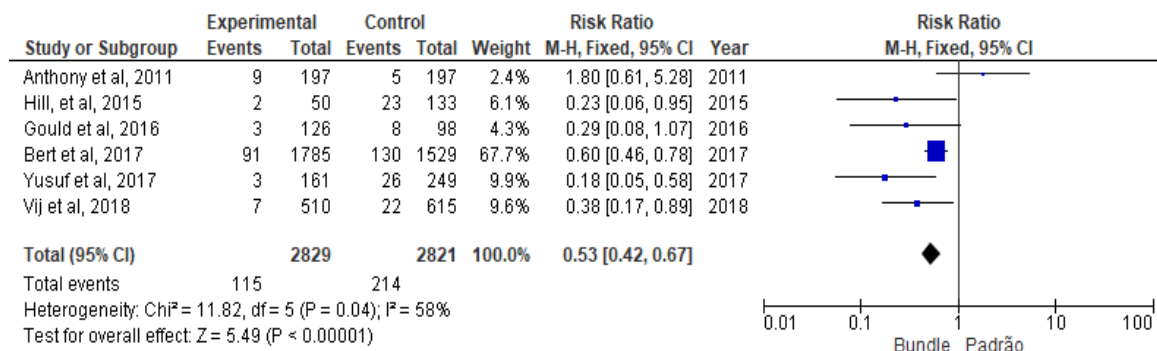 Experimental Control Risk Ratio Risk Ratio
Study or Subgroup Events Total Events Total Weight M-H, Fixed, 95% CI Year M-H, Fixed, 95% CI
Anthony et al, 2011 9 197 5 197 2.4% 1.80 [0.61, 5.28] 2011
Hill, et al, 2015 2 50 23 133 6.1% 0.23 [0.06, 0.95] 2015
Gould et al, 2016 3 126 8 98 4.3% 0.29 [0.08, 1.07] 2016
Bert et al, 2017 91 1785 130 1529 67.7% 0.60 [0.46, 0.78] 2017
Yusuf et al, 2017 3 161 26 249 9.9% 0.18 [0.05, 0.58] 2017
Vij et al, 2018 7 510 22 615 9.6% 0.38 [0.17, 0.89] 2018
Total (95% CI) 2829 2821 100.0% 0.53 [0.42, 0.67]
Total events 115 214
Heterogeneity: Chi² = 11.82, df = 5 (P = 0.04); I² = 58%
Test for overall effect: Z = 5.49 (P < 0.00001)
0.01 0.1 1 10 100
Bundle Padrão